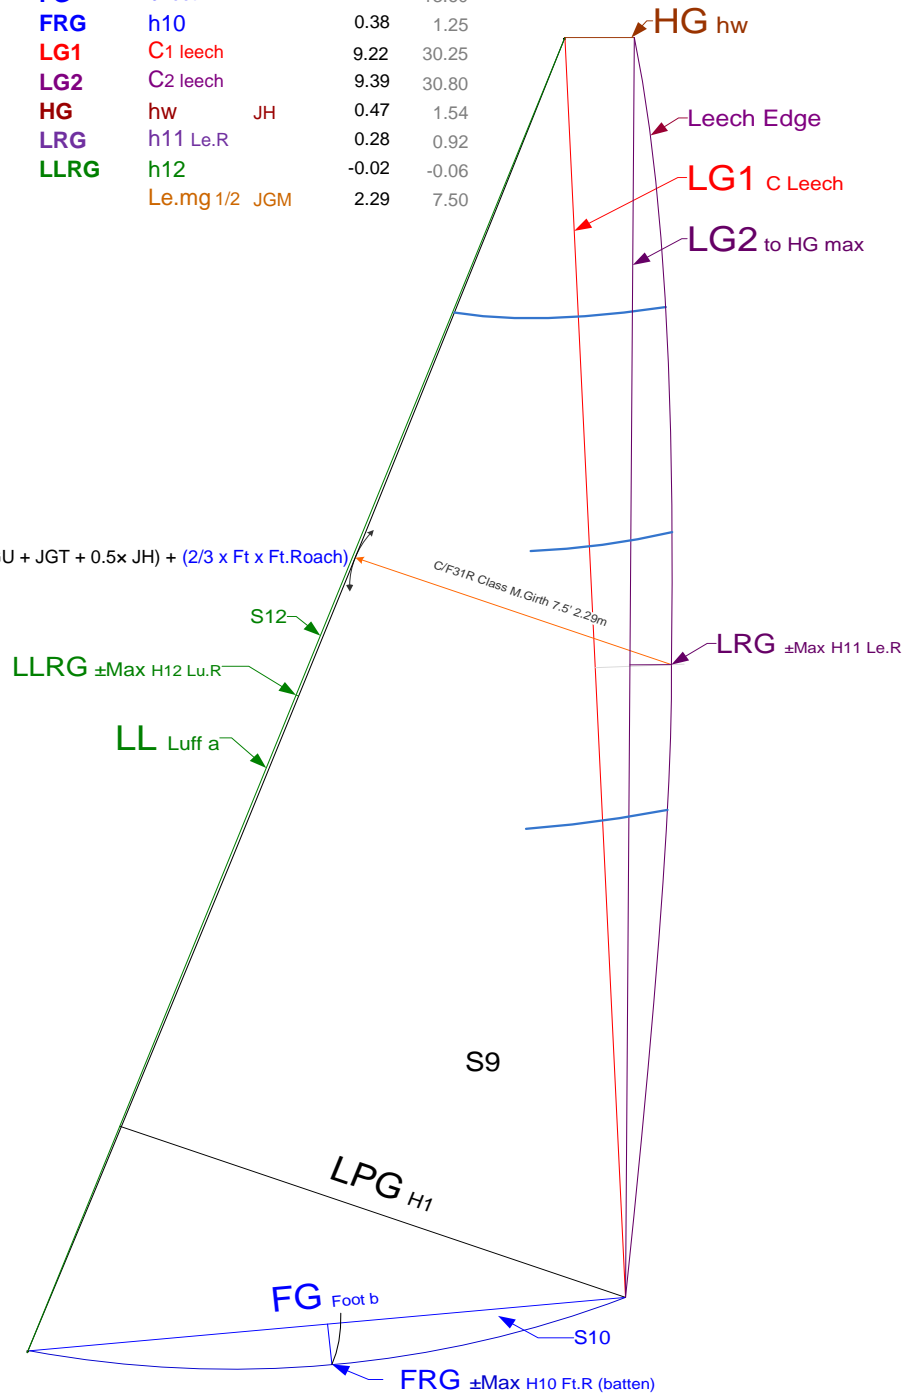 FRG h10 0.38 1.25
LG1 C1 leech 9.22 30.25
LG2 C2 leech 9.39 30.80
HG hw JH 0.47 1.54
LRG h11 Le.R 0.28 0.92
LLRG h12 -0.02 -0.06
Le.mg 1/2 JGM 2.29 7.50
HG hw
Leech Edge
LG1 C Leech
LG2 to HG max
U + JGT + 0.5× JH) + (2/3 x Ft x Ft.Roach)
C/F31R Class M.Girth 7.5' 2.29m
S12
LRG ±Max H11 Le.R
LLRG ±Max H12 Lu.R
LL Luff a
S9
LPG H1
FG Foot b
S10
FRG ±Max H10 Ft.R (batten)